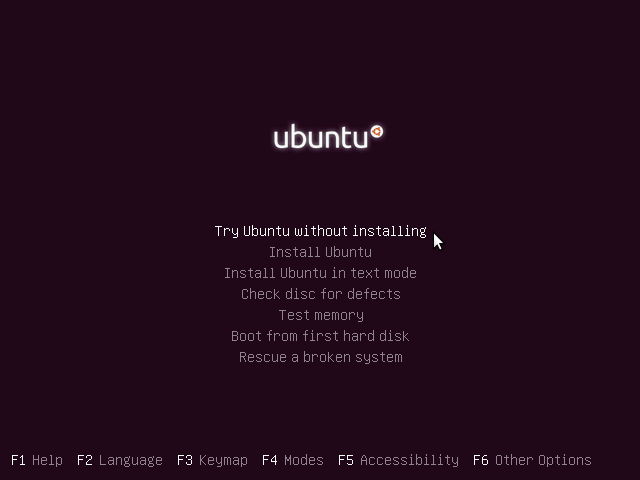 ubuntu
Try Ubuntu without installing
Install Ubuntu
Install Ubuntu in text mode
Check disc for defects
Test memory
Boot from first hard disk
Rescue a broken system
F1 Help F2 Language F3 Keymap F4 Modes F5 Accessibility F6 Other Options